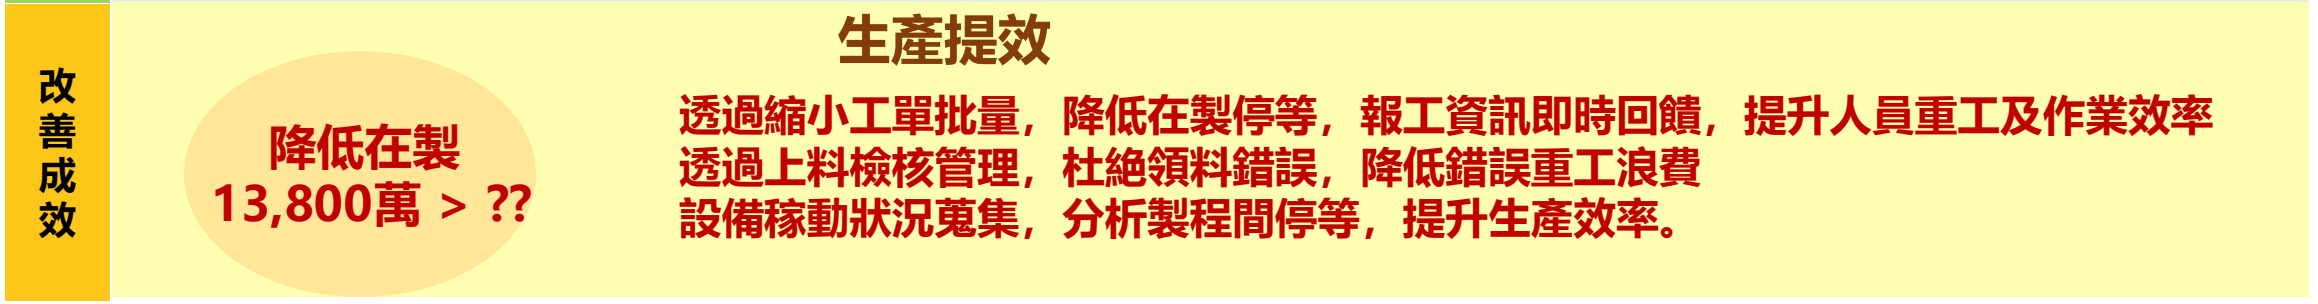 改善成效
生產提效
降低在製
13,800萬 > ??
透過縮小工單批量，降低在製停等，報工資訊即時回饋，提升人員重工及作業效率
透過上料檢核管理，杜絕領料錯誤，降低錯誤重工浪費
設備稼動狀況蒐集，分析製程間停等，提升生產效率。